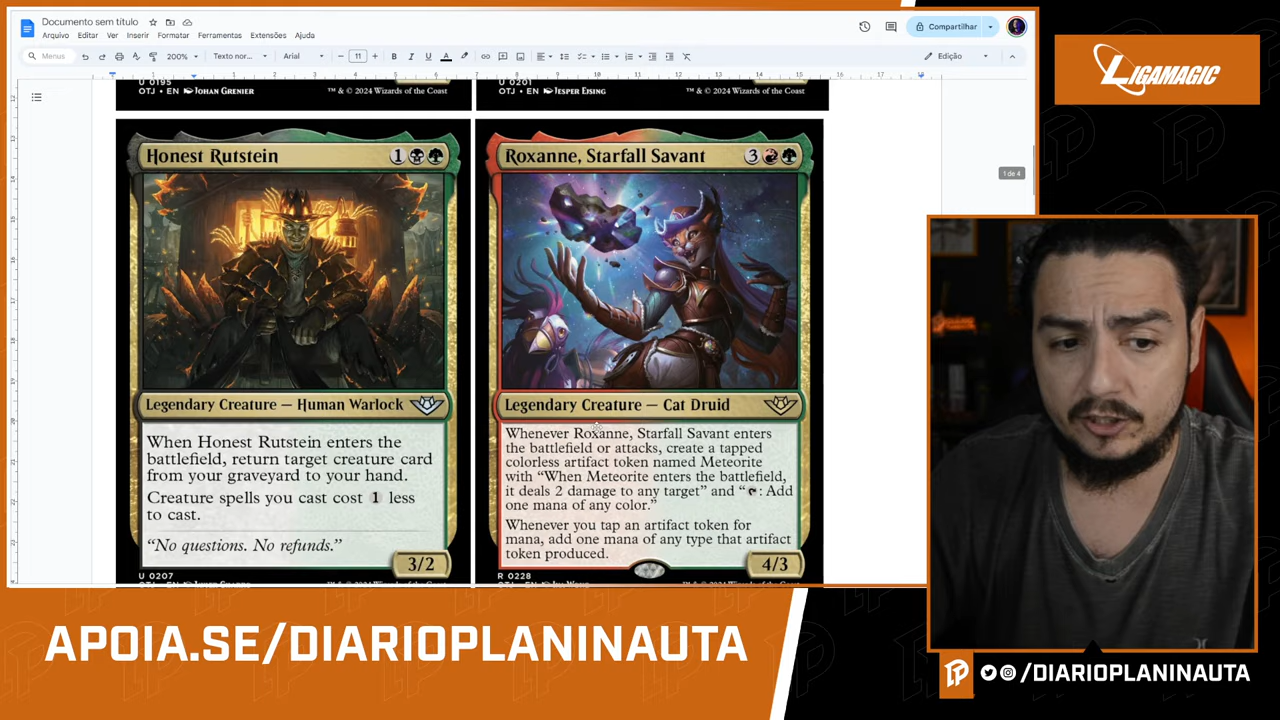 Documento sem título
Arquivo Editar Ver Inserir Formatar Ferramentas Extensões Ajuda
Compartilhar
Menus
200%
Texto nor...
Arial
11
Edição
1 de 4
U 0195
OTJ • EN JOHAN GRENIER
™ & © 2024 Wizards of the Coast
U 0201
OTJ • EN JESPER EJSING
™ & © 2024 Wizards of the Coast
Honest Rutstein
1
Legendary Creature — Human Warlock
When Honest Rutstein enters the
battlefield, return target creature card
from your graveyard to your hand.
Creature spells you cast cost 1 less
to cast.
“No questions. No refunds.”
3/2
U 0207
Roxanne, Starfall Savant
3
Legendary Creature — Cat Druid
Whenever Roxanne, Starfall Savant enters
the battlefield or attacks, create a tapped
colorless artifact token named Meteorite
with “When Meteorite enters the battlefield,
it deals 2 damage to any target” and “: Add
one mana of any color.”
Whenever you tap an artifact token for
mana, add one mana of any type that artifact
token produced.
4/3
R 0228
LIGAMAGIC
APOIA.SE/DIARIOPLANINAUTA
/DIARIOPLANINAUTA